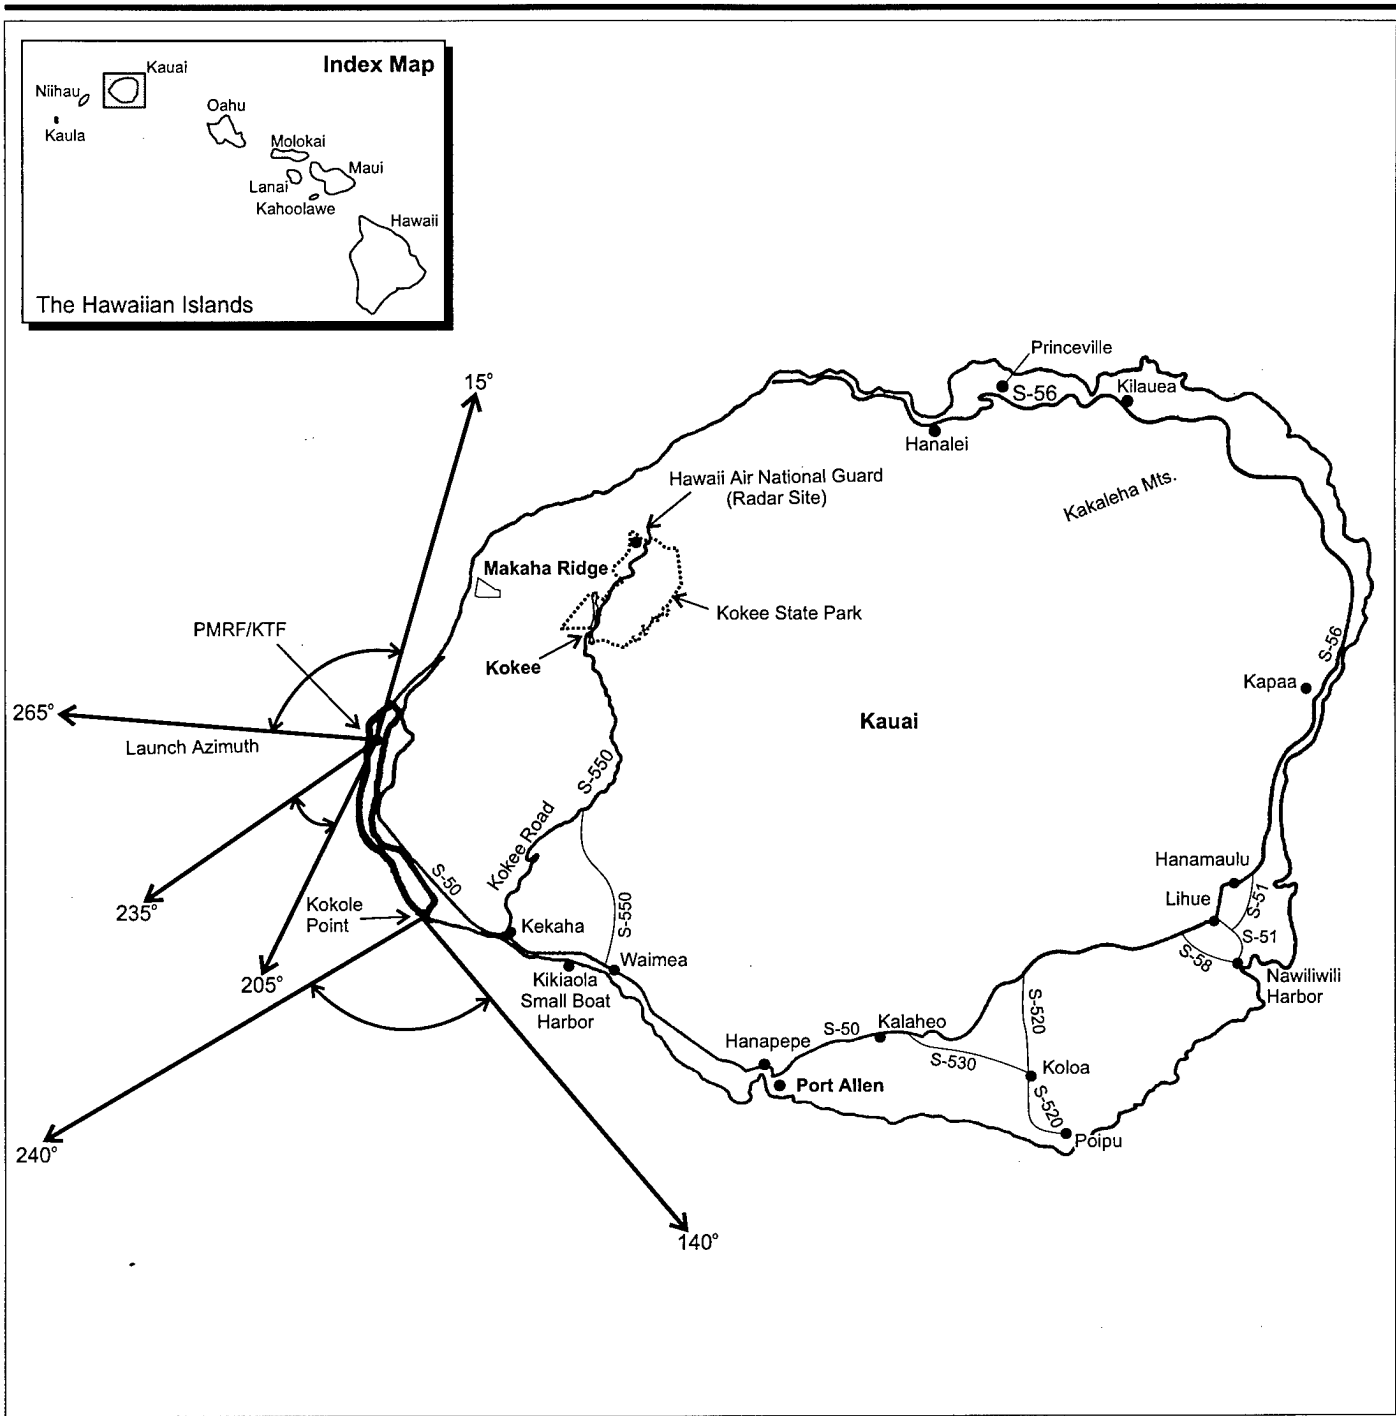 Index Map
Kauai
Niihau
Kaula
Oahu
Molokai
Lanai
Maui
Kahoolawe
Hawaii
The Hawaiian Islands
Princeville
15°
S-56
Kilauea
Hanalei
Hawaii Air National Guard
(Radar Site)
Kakaleha Mts.
Makaha Ridge
Kokee State Park
PMRF/KTF
S-56
Kokee
Kapaa
265°
Kauai
Launch Azimuth
S-550
Kokee Road
Hanamaulu
S-50
Lihue
S-51
235°
Kokole
Point
S-550
Kekaha
S-51
Waimea
S-58
205°
Kikiaola
Small Boat
Harbor
Nawiliwili
Harbor
S-520
S-50
Kalaheo
Hanapepe
S-530
Koloa
Port Allen
S-520
Poipu
240°
140°